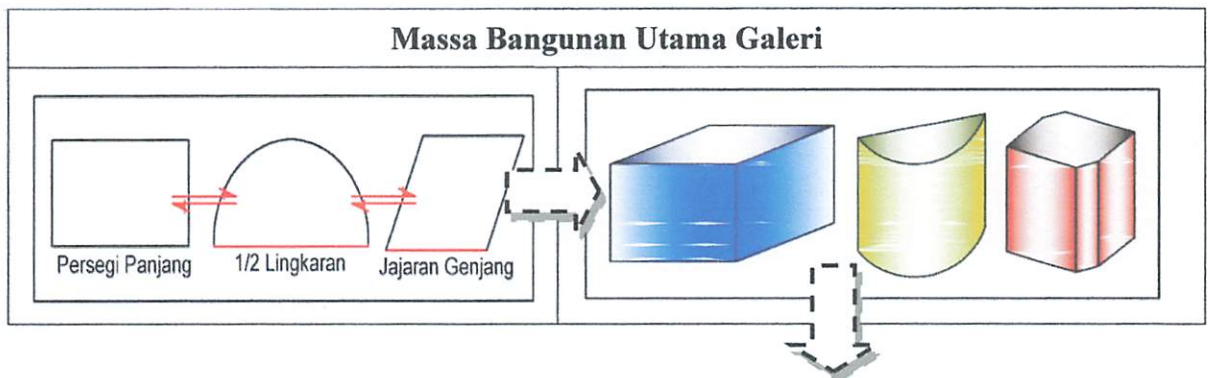 Massa Bangunan Utama Galeri
Persegi Panjang
1/2 Lingkaran
Jajaran Genjang